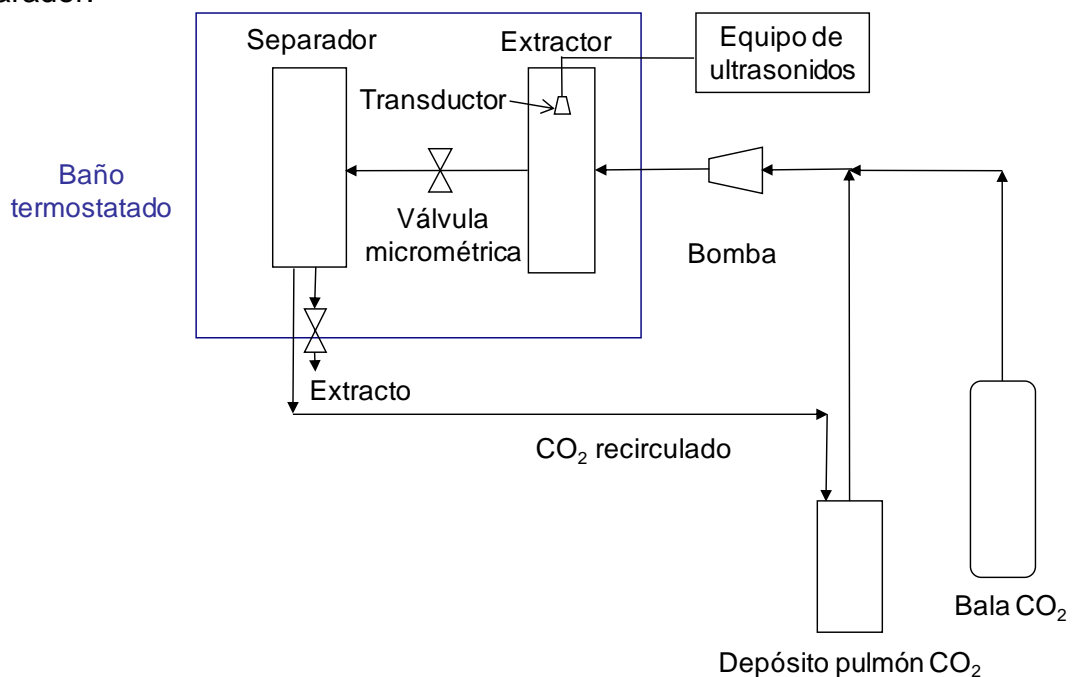 Separador
Extractor
Equipo de
ultrasonidos
Transductor
Baño
termostatado
Válvula
micrométrica
Bomba
Extracto
CO₂ recirculado
Bala CO₂
Depósito pulmón CO₂